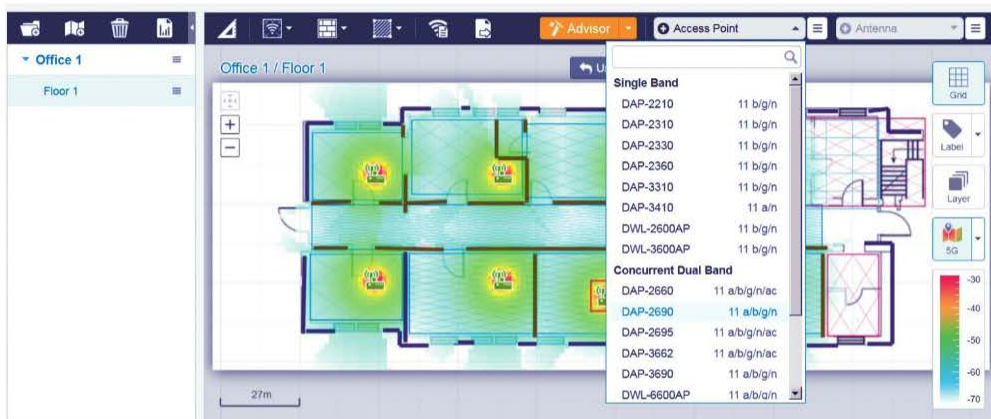 Advisor
Access Point
Antenna
Office 1
Floor 1
Office 1 / Floor 1
Single Band
DAP-2210 11 b/g/n
DAP-2310 11 b/g/n
DAP-2330 11 b/g/n
DAP-2360 11 b/g/n
DAP-3310 11 b/g/n
DAP-3410 11 a/n
DWL-2600AP 11 b/g/n
DWL-3600AP 11 b/g/n
Concurrent Dual Band
DAP-2660 11 a/b/g/n/ac
DAP-2690 11 a/b/g/n
DAP-2695 11 a/b/g/n/ac
DAP-3662 11 a/b/g/n/ac
DAP-3690 11 a/b/g/n
DWL-6600AP 11 a/b/g/n
Grid
Label
Layer
5G
-30
-40
-50
-60
-70
27m